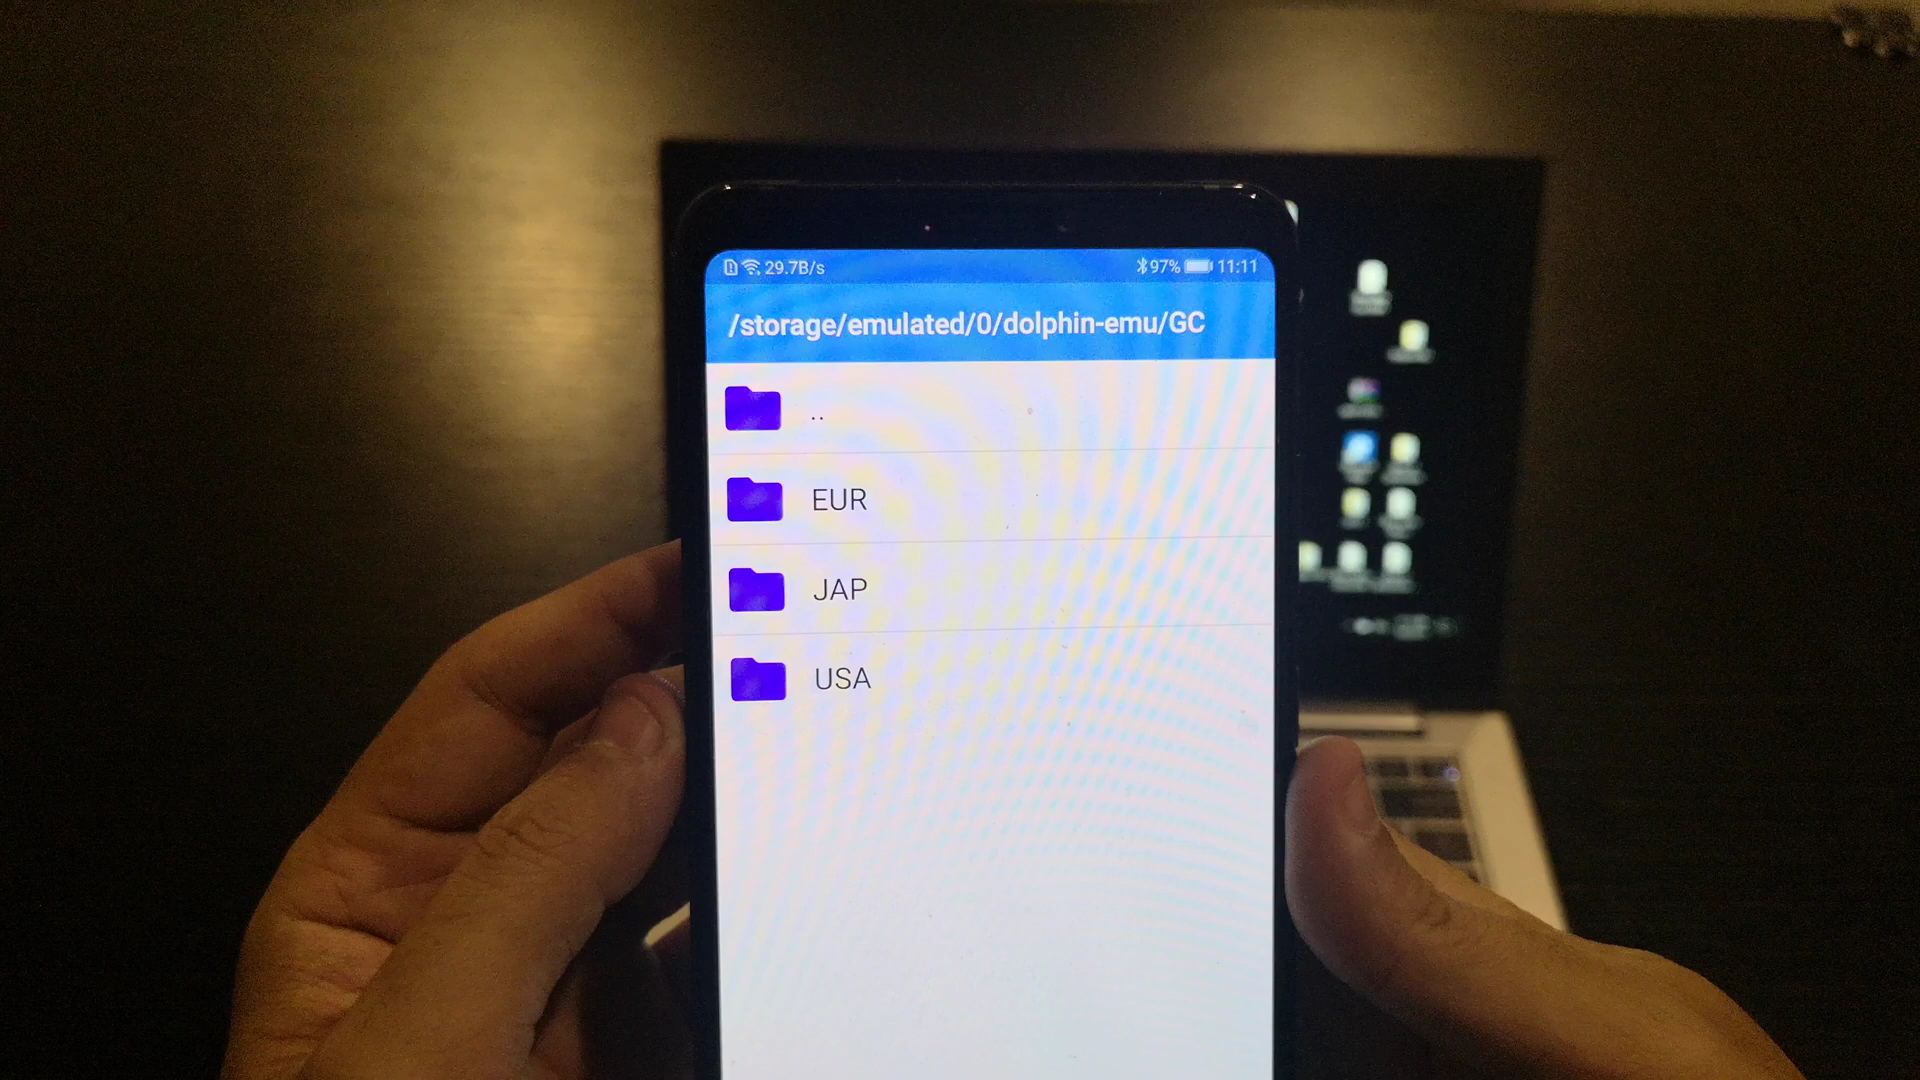 29.7B/s 97% 11:11
/storage/emulated/0/dolphin-emu/GC
..
EUR
JAP
USA